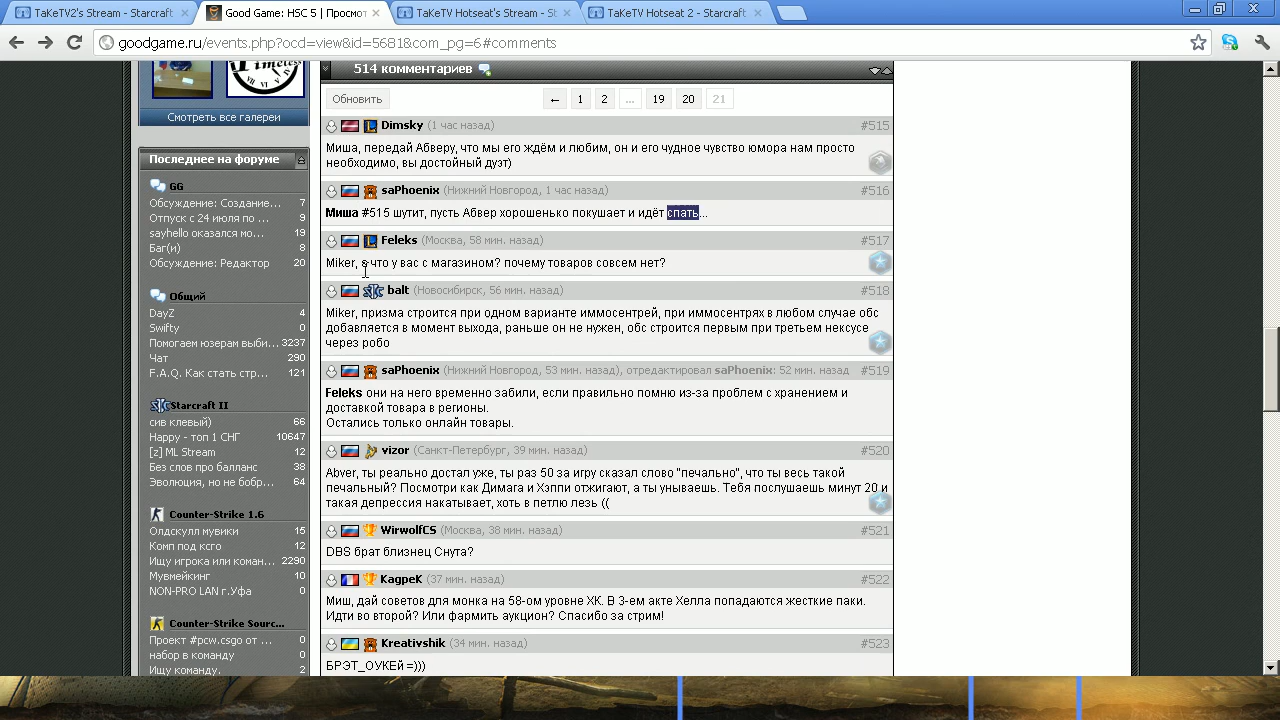 TaKeTV2's Stream - Starcraft
Good Game: HSC 5 | Просмот
TaKeTV Hotseat's Stream - St
TaKeTV Hotseat 2 - Starcraft
goodgame.ru/events.php?ocd=view&id=5681&com_pg=6#comments
Смотреть все галереи
Последнее на форуме
GG
Обсуждение: Создание... 7
Отпуск с 24 июля по ... 9
sayhello оказался мо... 19
Баг(и) 8
Обсуждение: Редактор 20
Общий
DayZ 4
Swifty 0
Помогаем юзерам выби... 3237
Чат 290
F.A.Q. Как стать стр... 121
Starcraft II
сив клевый) 66
Happy - топ 1 СНГ 10647
[z] ML Stream 12
Без слов про балланс 38
Эволюция, но не бобр... 64
Counter-Strike 1.6
Олдскулл мувики 15
Комп под ксго 12
Ищу игрока или коман... 2290
Мувмейкинг 10
NON-PRO LAN г.Уфа 0
Counter-Strike Sourc...
Проект #pcw.csgo от ... 0
набор в команду 0
Ищу команду. 2
514 комментариев
Обновить ← 1 2 ... 19 20 21
Dimsky (1 час назад) #515
Миша, передай Абверу, что мы его ждём и любим, он и его чудное чувство юмора нам просто
необходимо, вы достойный дуэт)
saPhoenix (Нижний Новгород, 1 час назад) #516
Миша #515 шутит, пусть Абвер хорошенько покушает и идёт спать...
Feleks (Москва, 58 мин. назад) #517
Miker, а что у вас с магазином? почему товаров совсем нет?
balt (Новосибирск, 56 мин. назад) #518
Miker, призма строится при одном варианте иммосентрей, при иммосентрях в любом случае обс
добавляется в момент выхода, раньше он не нужен, обс строится первым при третьем нексусе
через робо
saPhoenix (Нижний Новгород, 53 мин. назад), отредактировал saPhoenix: 52 мин. назад #519
Feleks они на него временно забили, если правильно помню из-за проблем с хранением и
доставкой товара в регионы.
Остались только онлайн товары.
vizor (Санкт-Петербург, 39 мин. назад) #520
Abver, ты реально достал уже, ты раз 50 за игру сказал слово "печально", что ты весь такой
печальный? Посмотри как Димага и Хэппи отжигают, а ты унываешь. Тебя послушаешь минут 20 и
такая депрессия накатывает, хоть в петлю лезь ((
WirwolfCS (Москва, 38 мин. назад) #521
DBS брат близнец Снута?
KagpeK (37 мин. назад) #522
Миш, дай советов для монка на 58-ом уровне ХК. В 3-ем акте Хелла попадаются жесткие паки.
Идти во второй? Или фармить аукцион? Спасибо за стрим!
Kreativshik (34 мин. назад) #523
БРЭТ_ОУКЕй =)))